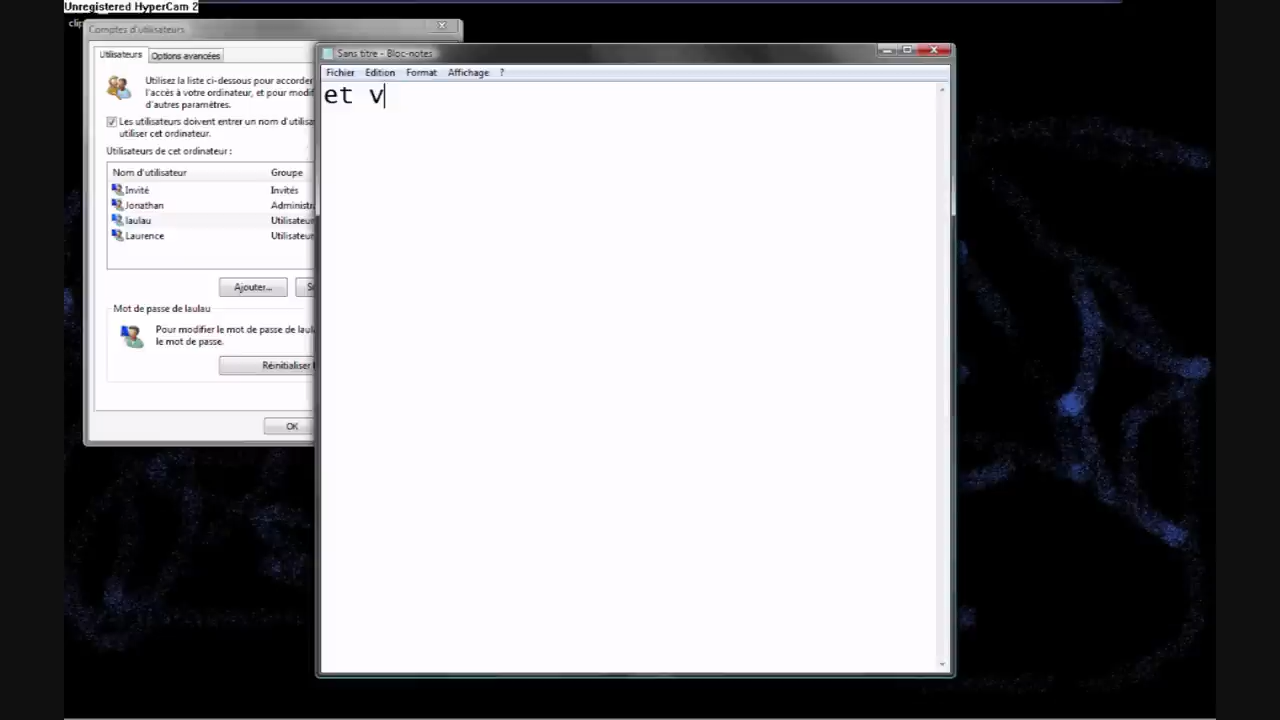 Unregistered HyperCam 2
clip
Comptes d'utilisateurs
Utilisateurs
Options avancées
Utilisez la liste ci-dessous pour accorder
l'accès à votre ordinateur, et pour modif
d'autres paramètres.
Les utilisateurs doivent entrer un nom d'utilisa
utiliser cet ordinateur.
Utilisateurs de cet ordinateur :
Nom d'utilisateur Groupe
Invité Invités
Jonathan Administra
laulau Utilisateur
Laurence Utilisateur
Ajouter... S
Mot de passe de laulau
Pour modifier le mot de passe de laula
le mot de passe.
Réinitialiser l
OK
Sans titre - Bloc-notes
Fichier Edition Format Affichage ?
et v